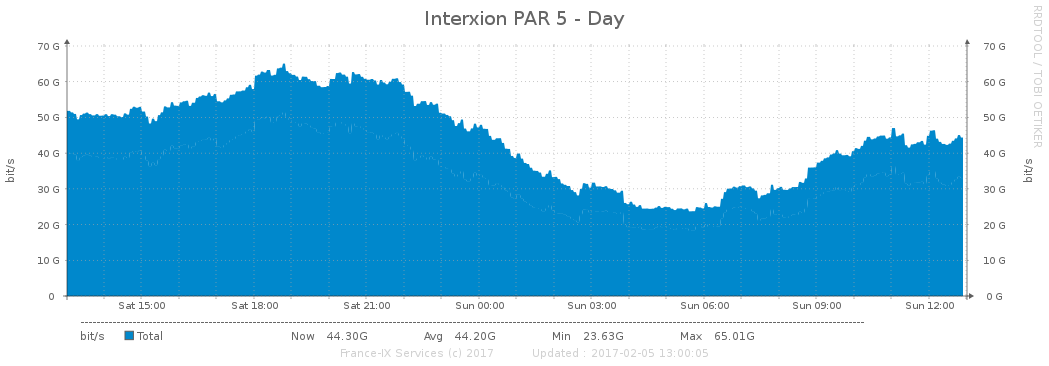 Interxion PAR 5 - Day
RRDTOOL / TOBI OETIKER
70 G 70 G
60 G 60 G
50 G 50 G
40 G 40 G
30 G 30 G
20 G 20 G
10 G 10 G
0 0 G
bit/s
bit/s
Sat 15:00 Sat 18:00 Sat 21:00 Sun 00:00 Sun 03:00 Sun 06:00 Sun 09:00 Sun 12:00
bit/s Total Now 44.30G Avg 44.20G Min 23.63G Max 65.01G
France-IX Services (c) 2017 Updated : 2017-02-05 13:00:05